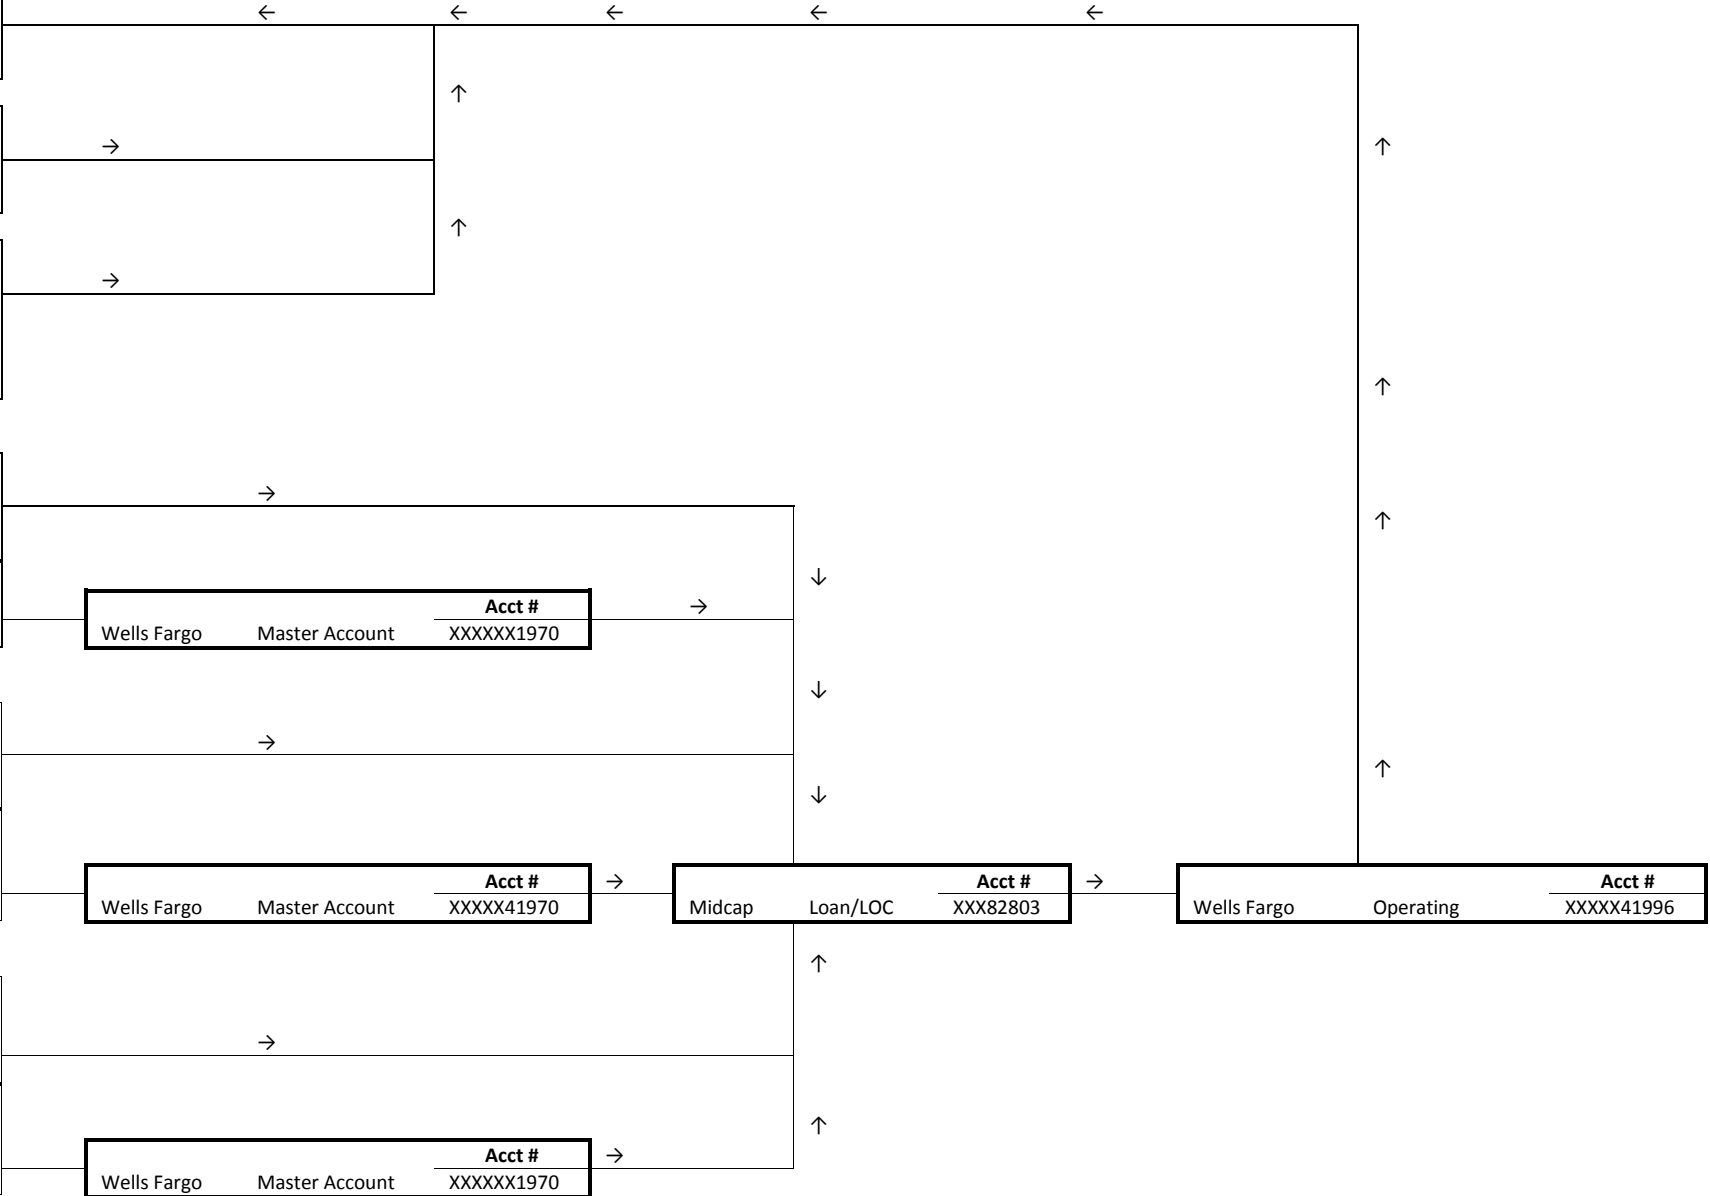 ← ← ← ← ←
↑
→ ↑
↑
→
↑
→ ↑
↓
Acct # →
Wells Fargo Master Account XXXXXX1970
↓
→
↑
↓
Acct # → Acct # → Acct #
Wells Fargo Master Account XXXXX41970 Midcap Loan/LOC XXX82803 Wells Fargo Operating XXXXX41996
↑
→
↑
Acct # →
Wells Fargo Master Account XXXXXX1970